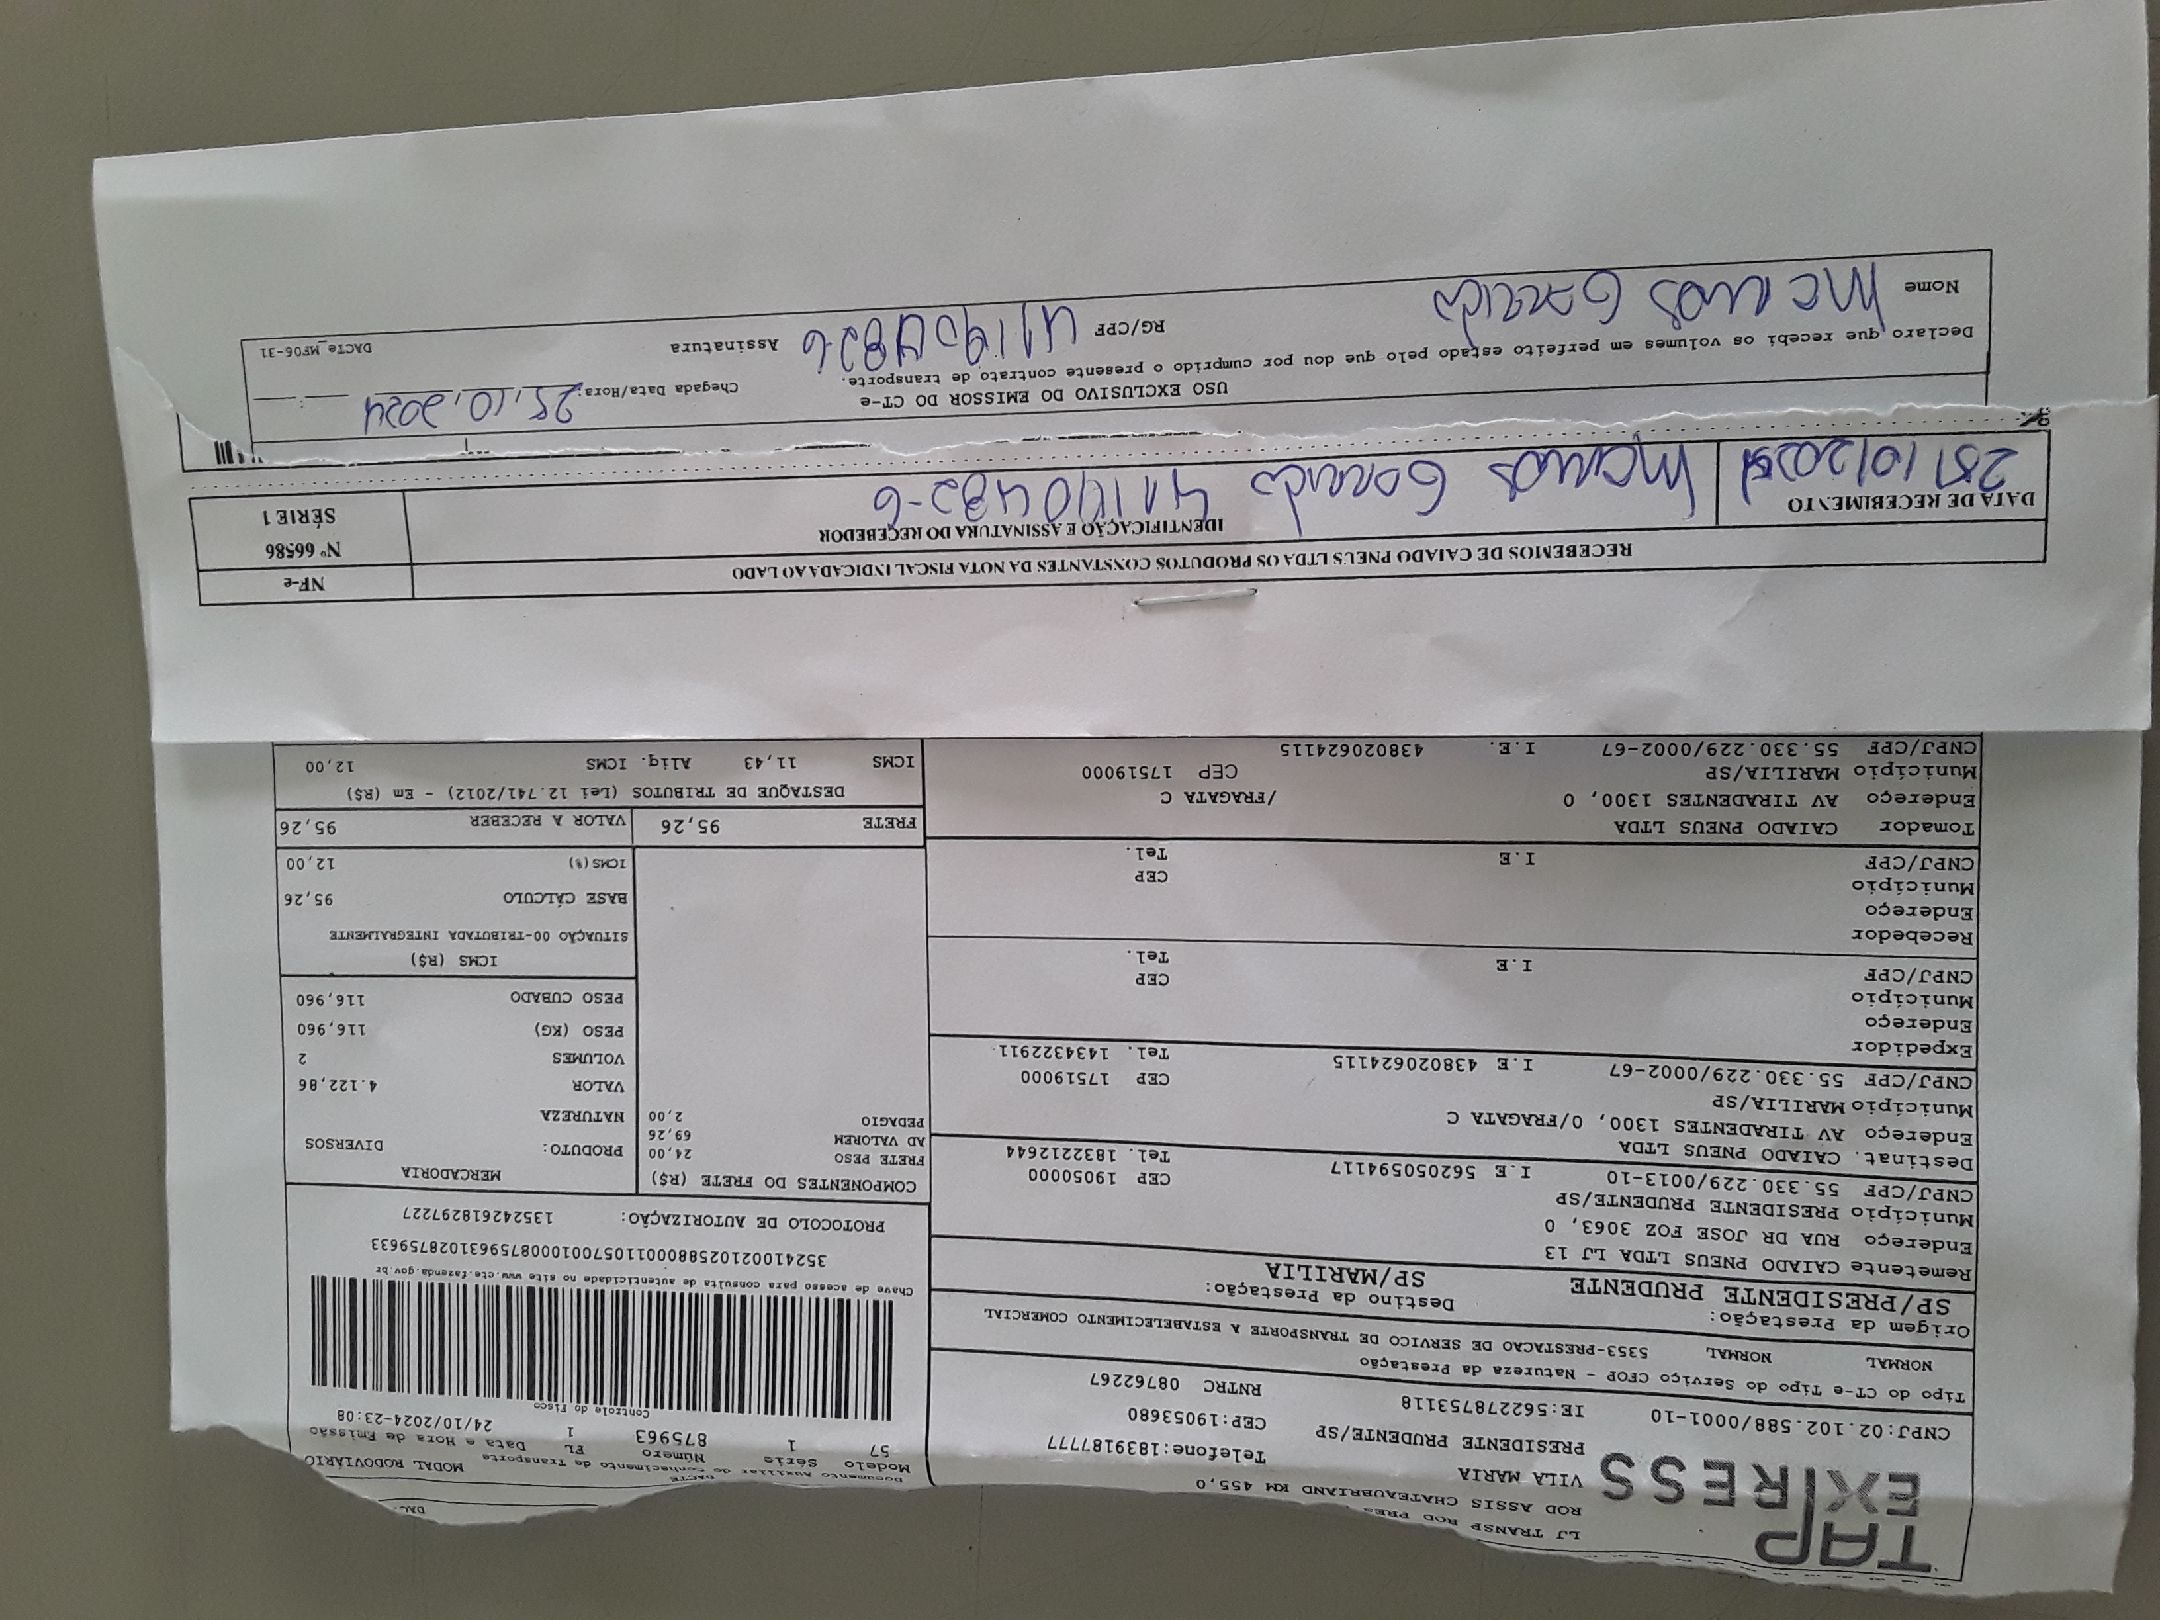 TAP
EXPRESS
LJ TRANSP ROD
ROD ASSIS CHATEAUBRIAND KM 455,0
VILA MARIA Telefone:1839187777
PRESIDENTE PRUDENTE/SP CEP:19053680
CNPJ:02.102.588/0001-10 IE:562278753118 RNTRC 08762267
Tipo do CT-e Tipo do Serviço CFOP - Natureza da Prestação
NORMAL NORMAL 5353-PRESTACAO DE SERVICO DE TRANSPORTE A ESTABELECIMENTO COMERCIAL
Origem da Prestação: Destino da Prestação:
SP/PRESIDENTE PRUDENTE SP/MARILIA
Remetente CAIADO PNEUS LTDA LJ 13
Endereço RUA DR JOSE FOZ 3063, 0
Município PRESIDENTE PRUDENTE/SP CEP 19050000
CNPJ/CPF 55.330.229/0013-10 I.E 562050594117 Tel. 1832212644
Destinat. CAIADO PNEUS LTDA
Endereço AV TIRADENTES 1300, 0/FRAGATA C
Município MARILIA/SP CEP 17519000
CNPJ/CPF 55.330.229/0002-67 I.E 438020624115 Tel. 1434322911
Expedidor
Endereço
Município CEP
CNPJ/CPF I.E Tel.
Recebedor
Endereço
Município CEP
CNPJ/CPF I.E Tel.
Tomador CAIADO PNEUS LTDA
Endereço AV TIRADENTES 1300, 0 /FRAGATA C
Município MARILIA/SP CEP 17519000
CNPJ/CPF 55.330.229/0002-67 I.E. 438020624115
DACTE MODAL RODOVIÁRIO
Documento Auxiliar de Conhecimento de Transporte
Modelo Série Número FL Data e Hora de Emissão
57 1 875963 1 24/10/2024-23:08
Controle do Fisco
Chave de acesso para consulta de autenticidade no site www.cte.fazenda.gov.br
35241002102588000110570010008759631028759633
PROTOCOLO DE AUTORIZAÇÃO: 135242618297227
COMPONENTES DO FRETE (R$)
FRETE PESO 24,00
AD VALOREM 69,26
PEDAGIO 2,00
MERCADORIA
PRODUTO: DIVERSOS
NATUREZA
VALOR 4.122,86
VOLUMES 2
PESO (KG) 116,960
PESO CUBADO 116,960
ICMS (R$)
SITUAÇÃO 00-TRIBUTADA INTEGRALMENTE
BASE CÁLCULO 95,26
ICMS(%) 12,00
FRETE 95,26 VALOR A RECEBER 95,26
DESTAQUE DE TRIBUTOS (Lei 12.741/2012) - Em (R$)
ICMS 11,43 Aliq. ICMS 12,00
RECEBEMOS DE CAIADO PNEUS LTDA OS PRODUTOS CONSTANTES DA NOTA FISCAL INDICADA AO LADO
NF-e
Nº 66586
SÉRIE 1
DATA DE RECEBIMENTO
IDENTIFICAÇÃO E ASSINATURA DO RECEBEDOR
USO EXCLUSIVO DO EMISSOR DO CT-e
Declaro que recebi os volumes em perfeito estado pelo que dou por cumprido o presente contrato de transporte.
Chegada Data/Hora: 25,10,2024
Nome
RG/CPF
Assinatura
DACTe_MF06-31